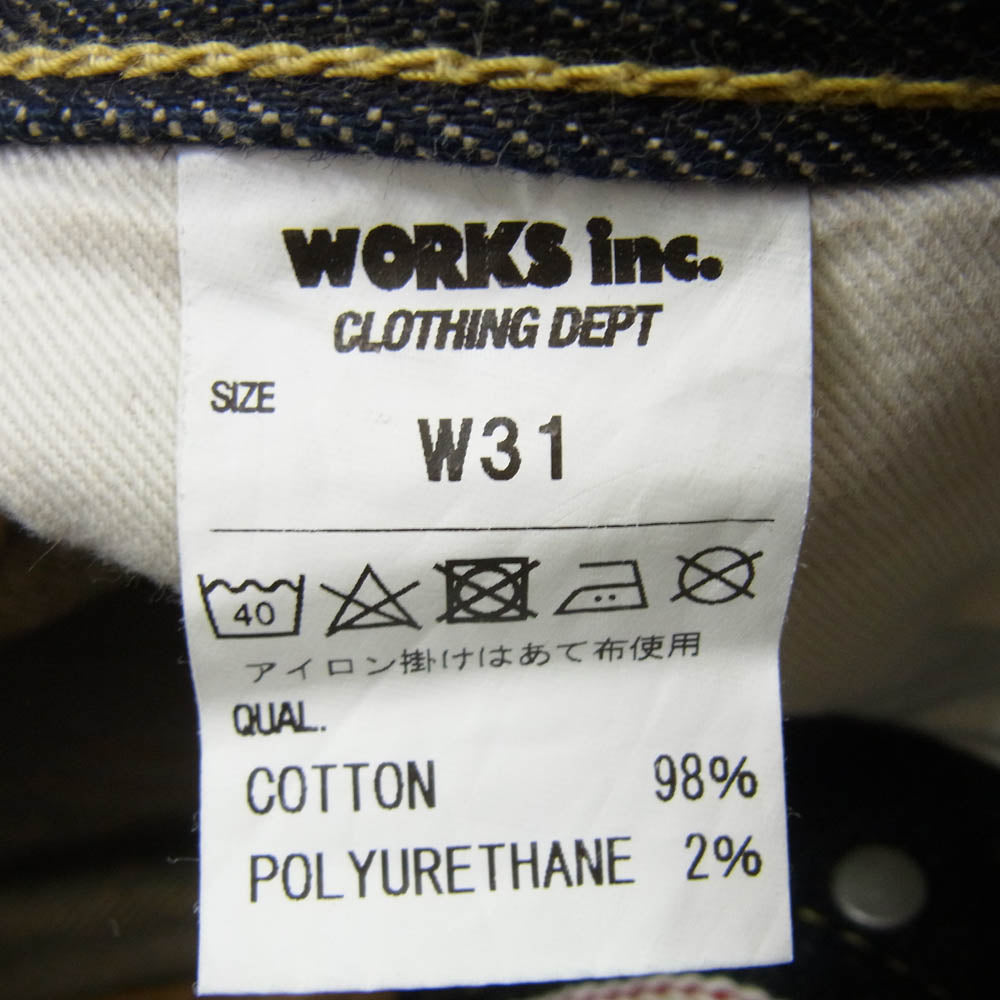 WORKS inc.
CLOTHING DEPT
SIZE
W31
40
アイロン掛けはあて布使用
QUAL.
COTTON 98%
POLYURETHANE 2%